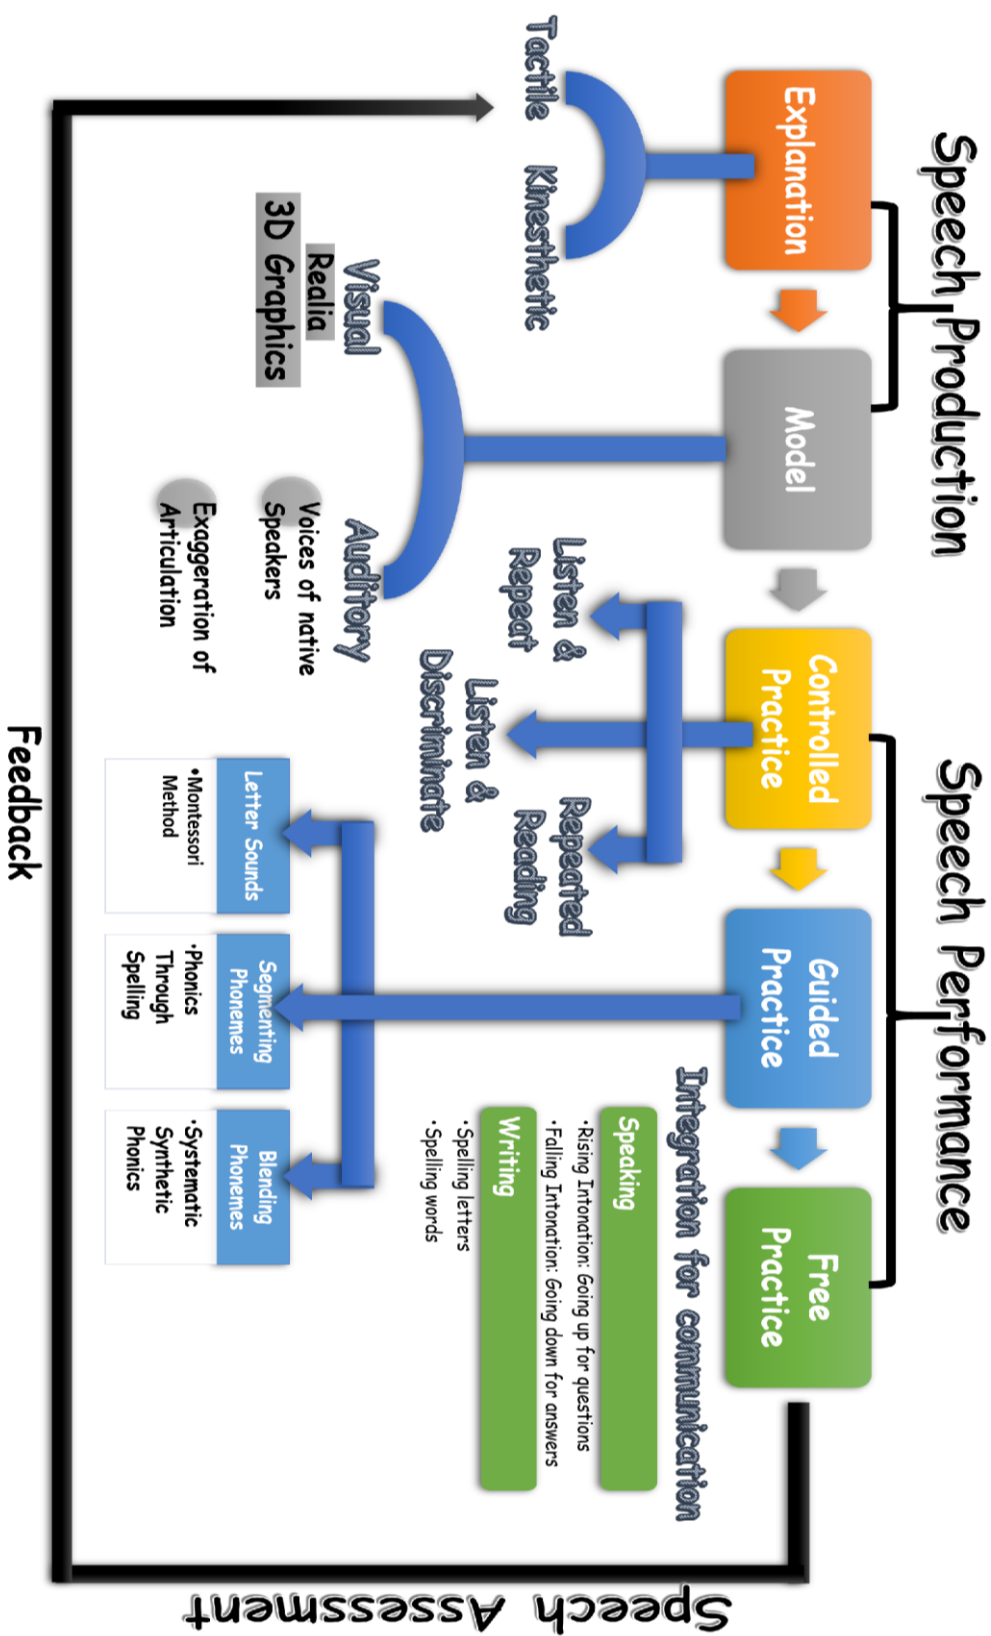 Speech Production
Speech Performance
Explanation
Model
Controlled
Practice
Guided
Practice
Free
Practice
Tactile
Kinesthetic
Visual
Realia
3D Graphics
Auditory
Voices of native
Speakers
Exaggeration of
Articulation
Listen &
Repeat
Listen &
Discriminate
Repeated
Reading
Letter Sounds
•Montessori
Method
Segmenting
Phonemes
•Phonics
Through
Spelling
Blending
Phonemes
•Systematic
Synthetic
Phonics
Integration for communication
Speaking
•Rising Intonation: Going up for questions
•Falling Intonation: Going down for answers
Writing
•Spelling letters
•Spelling words
Speech Assessment
Feedback